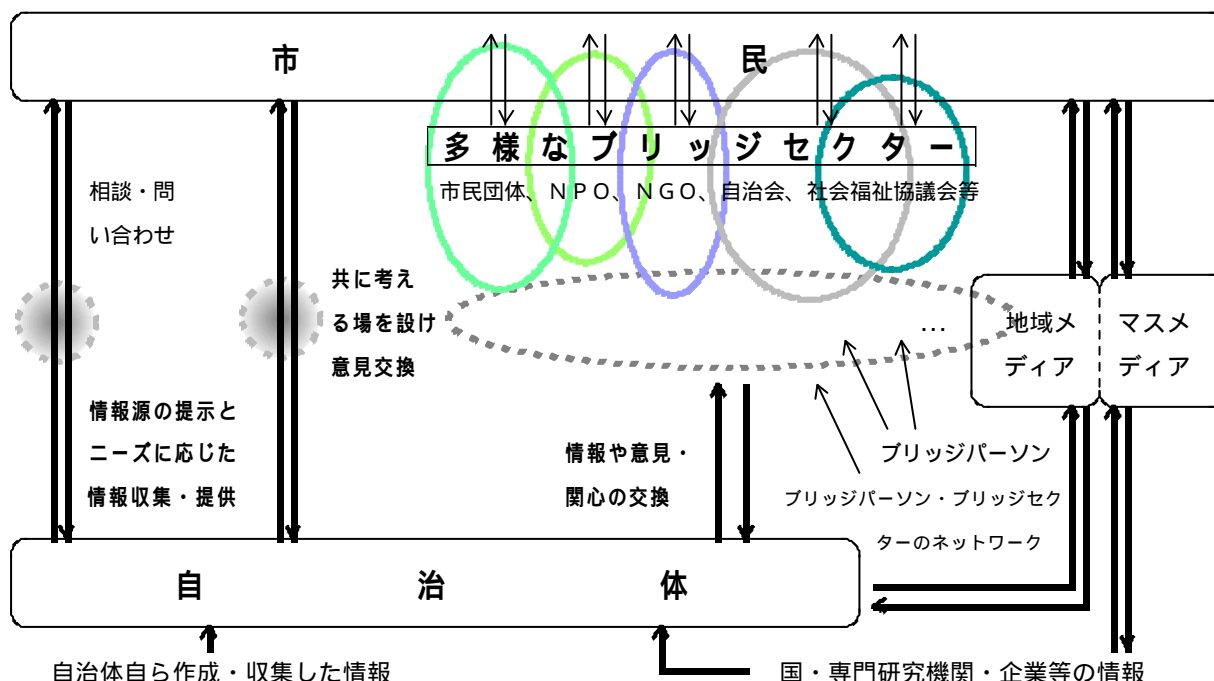 市民
多様なブリッジセクター
市民団体、ＮＰＯ、ＮＧＯ、自治会、社会福祉協議会等
相談・問
い合わせ
共に考え
る場を設け
意見交換
…
地域メ
ディア
マスメ
ディア
情報源の提示と
ニーズに応じた
情報収集・提供
情報や意見・
関心の交換
ブリッジパーソン
ブリッジパーソン・ブリッジセク
ターのネットワーク
自治体
自治体自ら作成・収集した情報
国・専門研究機関・企業等の情報